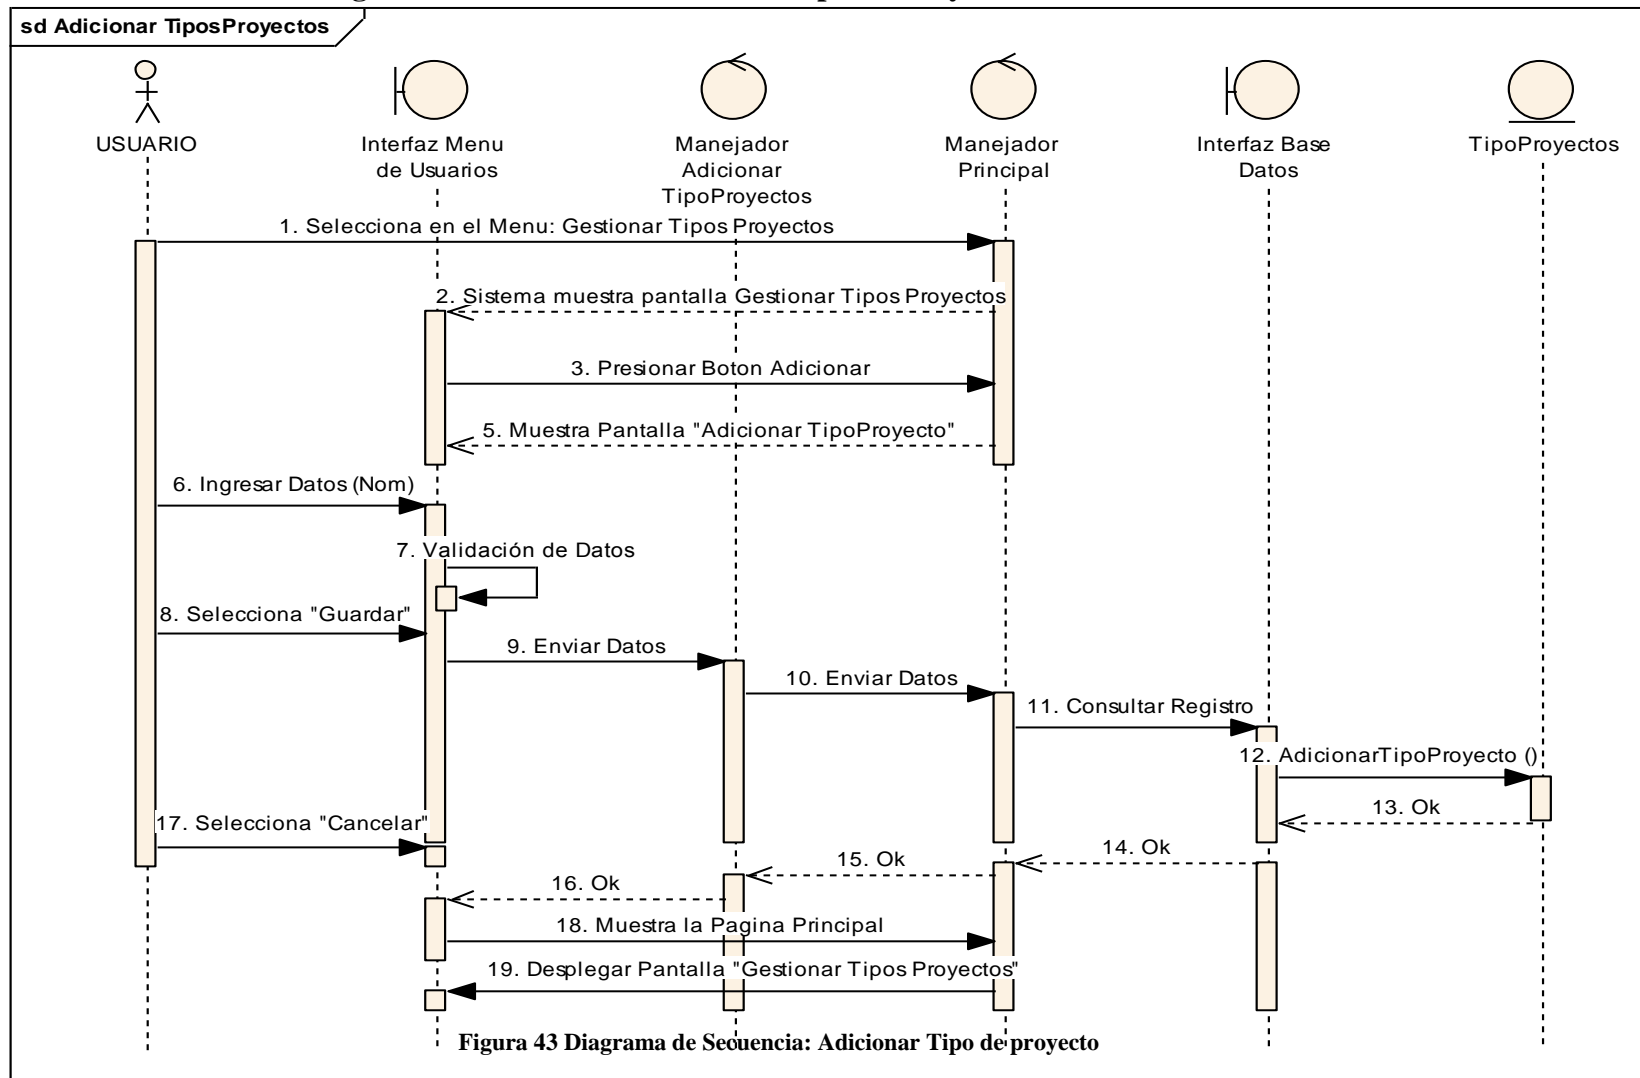 sd Adicionar TiposProyectos
USUARIO
Interfaz Menu
de Usuarios
Manejador
Adicionar
TipoProyectos
Manejador
Principal
Interfaz Base
Datos
TipoProyectos
1. Selecciona en el Menu: Gestionar Tipos Proyectos
2. Sistema muestra pantalla Gestionar Tipos Proyectos
3. Presionar Boton Adicionar
5. Muestra Pantalla "Adicionar TipoProyecto"
6. Ingresar Datos (Nom)
7. Validación de Datos
8. Selecciona "Guardar"
9. Enviar Datos
10. Enviar Datos
11. Consultar Registro
12. AdicionarTipoProyecto ()
13. Ok
17. Selecciona "Cancelar"
14. Ok
15. Ok
16. Ok
18. Muestra la Pagina Principal
19. Desplegar Pantalla "Gestionar Tipos Proyectos"
Figura 43 Diagrama de Secuencia: Adicionar Tipo de proyecto